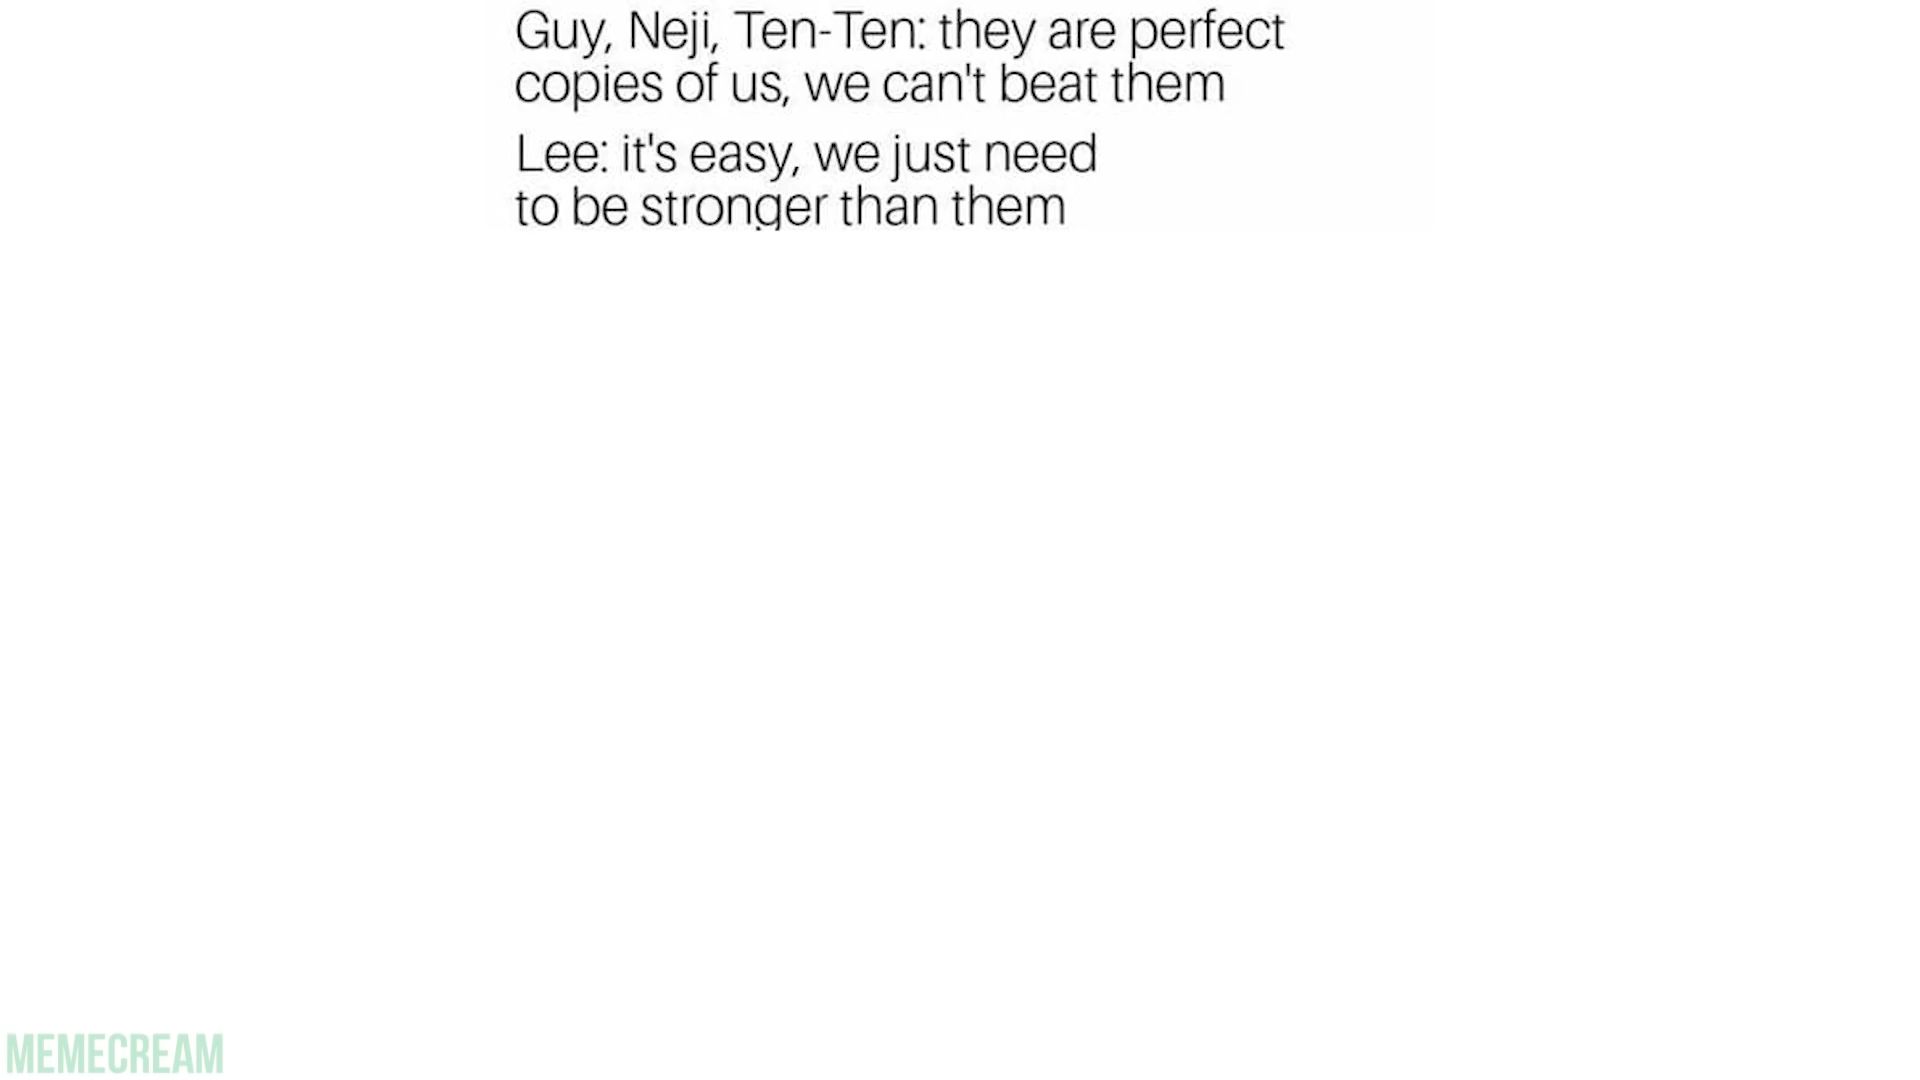 Guy, Neji, Ten-Ten: they are perfect
copies of us, we can't beat them
Lee: it's easy, we just need
to be stronger than them
MEMECREAM